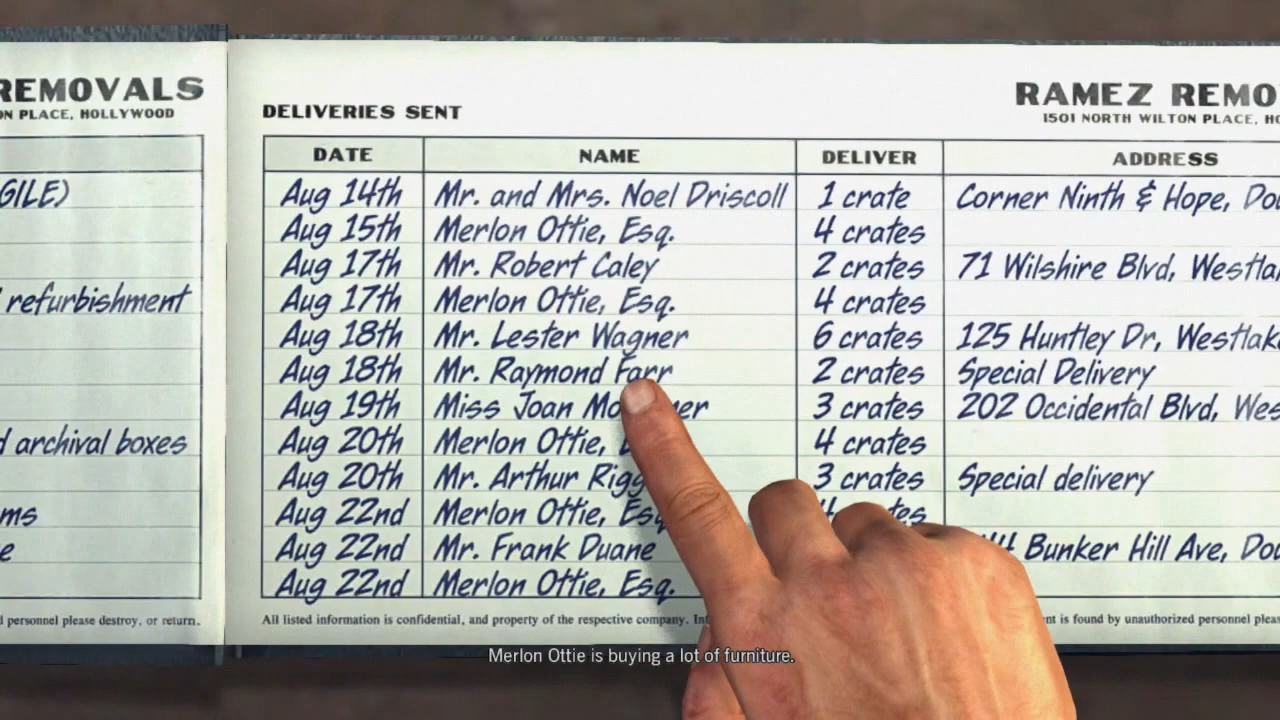 REMOVALS
ON PLACE, HOLLYWOOD
GILE)
refurbishment
archival boxes
ms
personnel please destroy, or return.
DELIVERIES SENT
RAMEZ REMO
1501 NORTH WILTON PLACE, HO
DATE NAME DELIVER ADDRESS
Aug 14th Mr. and Mrs. Noel Driscoll 1 crate Corner Ninth & Hope, Do
Aug 15th Merlon Ottie, Esq. 4 crates
Aug 17th Mr. Robert Caley 2 crates 71 Wilshire Blvd, Westla
Aug 17th Merlon Ottie, Esq. 4 crates
Aug 18th Mr. Lester Wagner 6 crates 125 Huntley Dr, Westlake
Aug 18th Mr. Raymond Farr 2 crates Special Delivery
Aug 19th Miss Joan 3 crates 202 Occidental Blvd, Wes
Aug 20th Merlon Ottie, 4 crates
Aug 20th Mr. Arthur Rigg 3 crates Special delivery
Aug 22nd Merlon Ottie, Esq
Aug 22nd Mr. Frank Duane Bunker Hill Ave, Do
Aug 22nd Merlon Ottie, Esq.
All listed information is confidential, and property of the respective company. is found by unauthorized personnel pleas
Merlon Ottie is buying a lot of furniture.